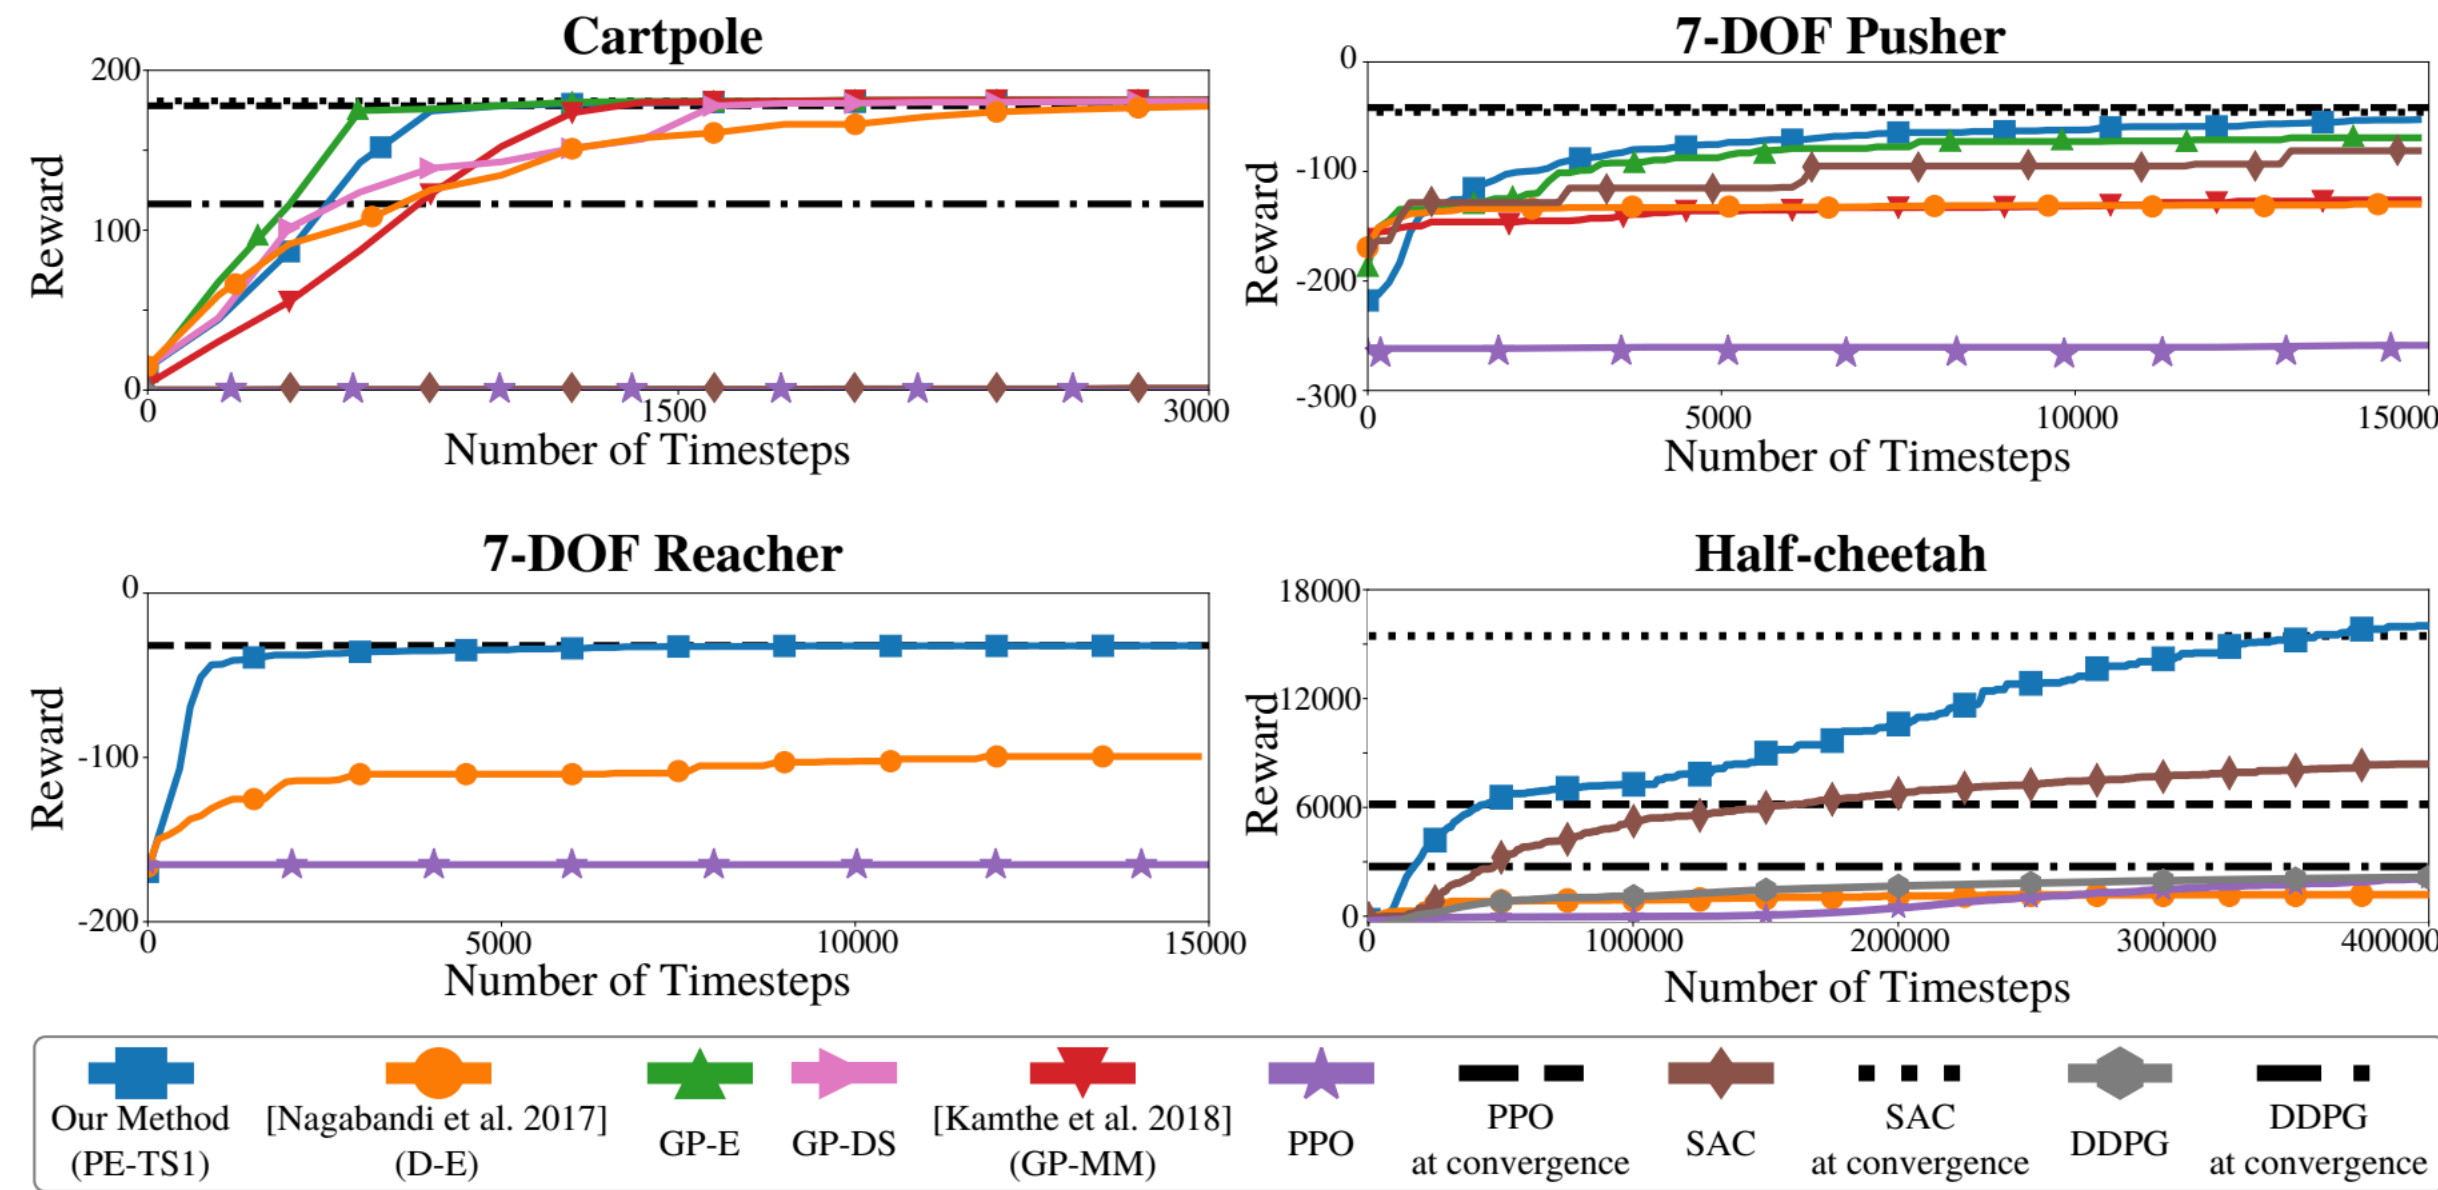 Cartpole
200
100
0
Reward
0
1500
3000
Number of Timesteps
7-DOF Pusher
0
-100
-200
-300
Reward
0
5000
10000
15000
Number of Timesteps
7-DOF Reacher
0
-100
-200
Reward
0
5000
10000
15000
Number of Timesteps
Half-cheetah
18000
12000
6000
0
Reward
0
100000
200000
300000
400000
Number of Timesteps
Our Method
(PE-TS1)
[Nagabandi et al. 2017]
(D-E)
GP-E
GP-DS
[Kamthe et al. 2018]
(GP-MM)
PPO
PPO
at convergence
SAC
SAC
at convergence
DDPG
DDPG
at convergence